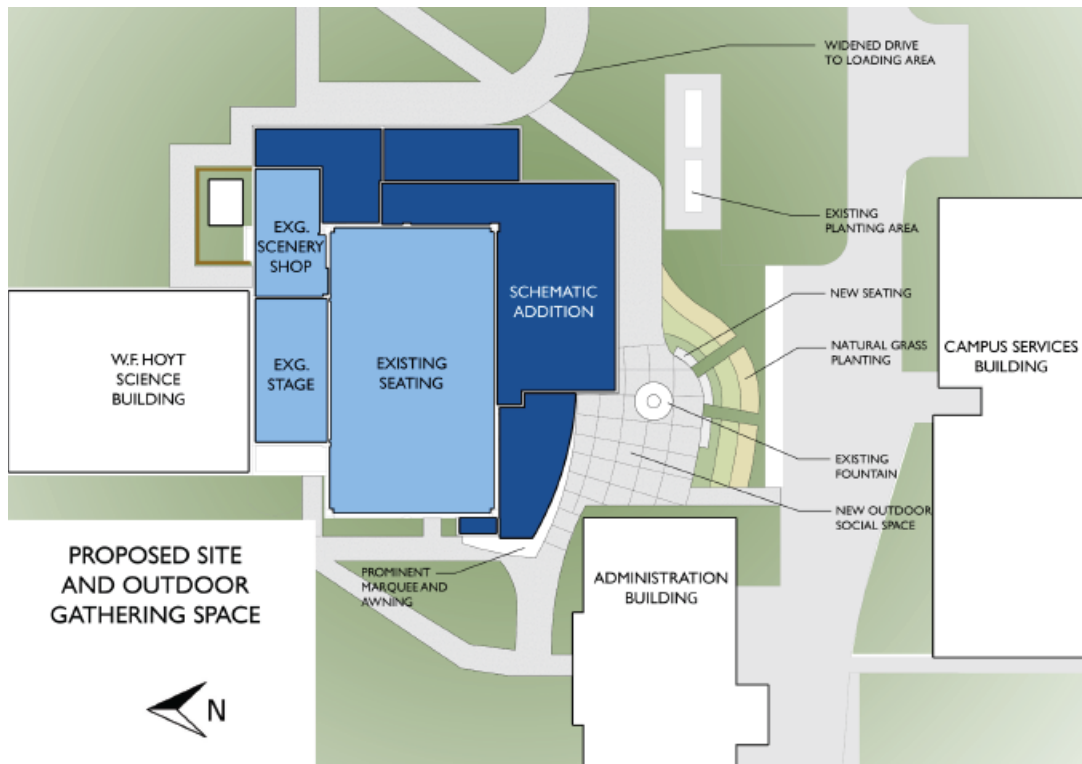 WIDENED DRIVE
TO LOADING AREA
EXISTING
PLANTING AREA
EXG.
SCENERY
SHOP
SCHEMATIC
ADDITION
NEW SEATING
NATURAL GRASS
PLANTING
CAMPUS SERVICES
BUILDING
W.F. HOYT
SCIENCE
BUILDING
EXG.
STAGE
EXISTING
SEATING
EXISTING
FOUNTAIN
NEW OUTDOOR
SOCIAL SPACE
PROMINENT
MARQUEE AND
AWNING
ADMINISTRATION
BUILDING
PROPOSED SITE
AND OUTDOOR
GATHERING SPACE
N